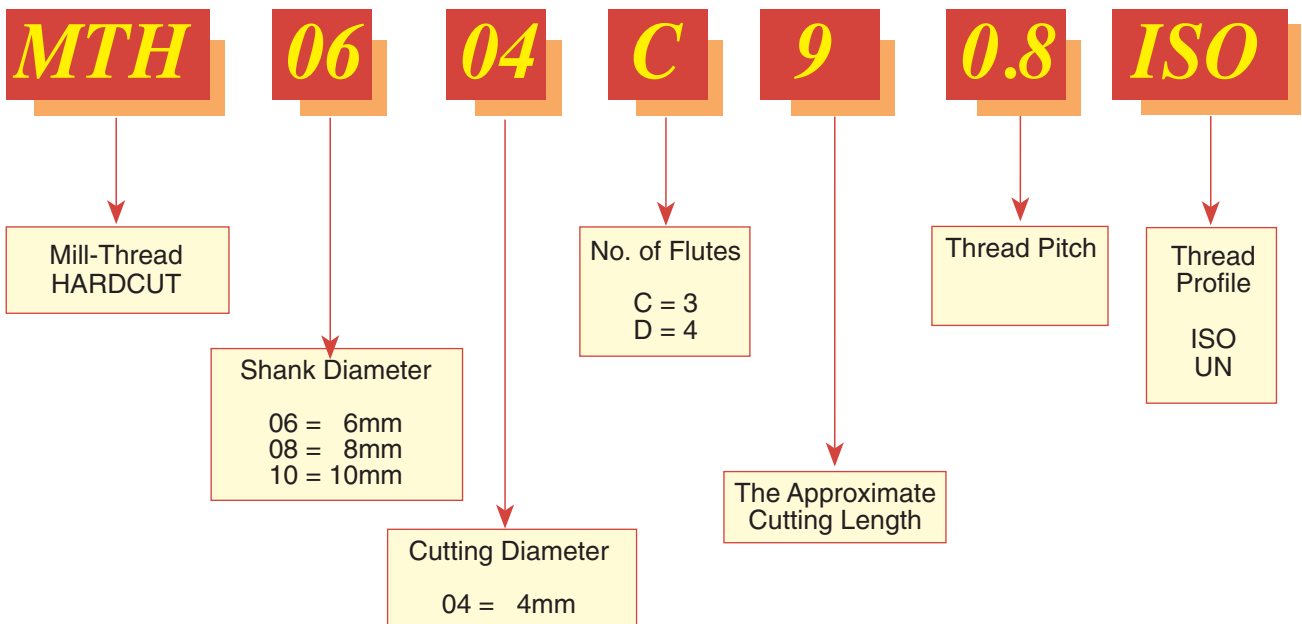 MTH 06 04 C 9 0.8 ISO
Mill-Thread
HARDCUT
Shank Diameter
06 = 6mm
08 = 8mm
10 = 10mm
Cutting Diameter
04 = 4mm
No. of Flutes
C = 3
D = 4
The Approximate
Cutting Length
Thread Pitch
Thread
Profile
ISO
UN